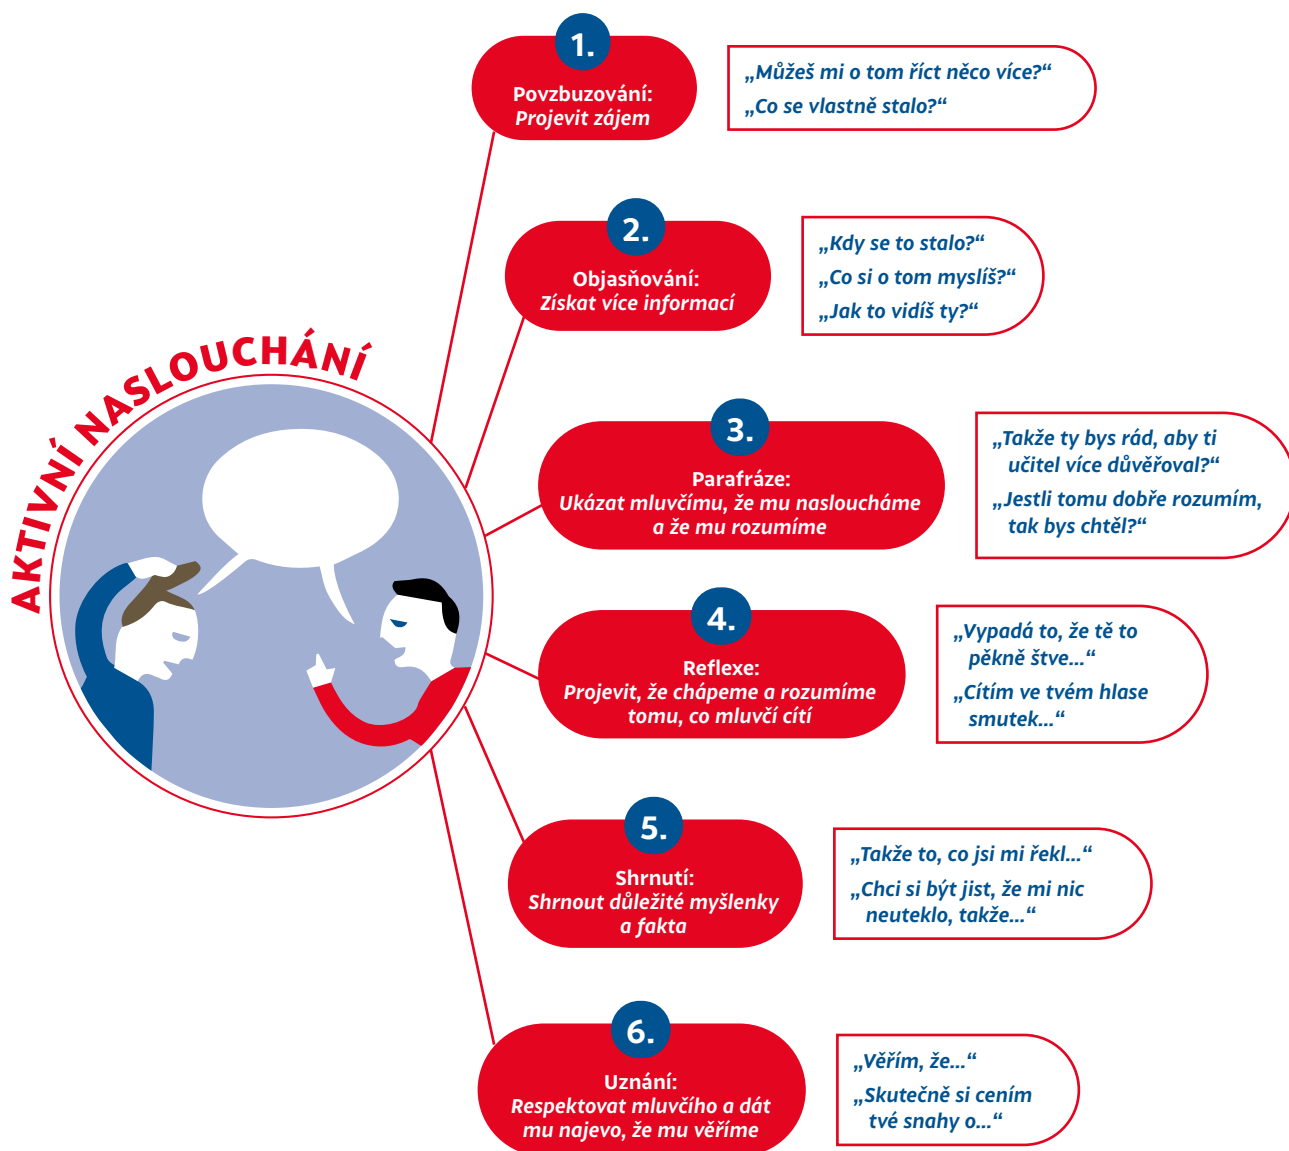 AKTIVNÍ NASLOUCHÁNÍ
1.
Povzbuzování:
Projevit zájem
„Můžeš mi o tom říct něco více?“
„Co se vlastně stalo?“
2.
Objasňování:
Získat více informací
„Kdy se to stalo?“
„Co si o tom myslíš?“
„Jak to vidíš ty?“
3.
Parafráze:
Ukázat mluvčímu, že mu nasloucháme
a že mu rozumíme
„Takže ty bys rád, aby ti
učitel více důvěřoval?“
„Jestli tomu dobře rozumím,
tak bys chtěl?“
4.
Reflexe:
Projevit, že chápeme a rozumíme
tomu, co mluvčí cítí
„Vypadá to, že tě to
pěkně štve...“
„Cítím ve tvém hlase
smutek...“
5.
Shrnutí:
Shrnout důležité myšlenky
a fakta
„Takže to, co jsi mi řekl...“
„Chci si být jist, že mi nic
neuteklo, takže...“
6.
Uznání:
Respektovat mluvčího a dát
mu najevo, že mu věříme
„Věřím, že...“
„Skutečně si cením
tvé snahy o...“